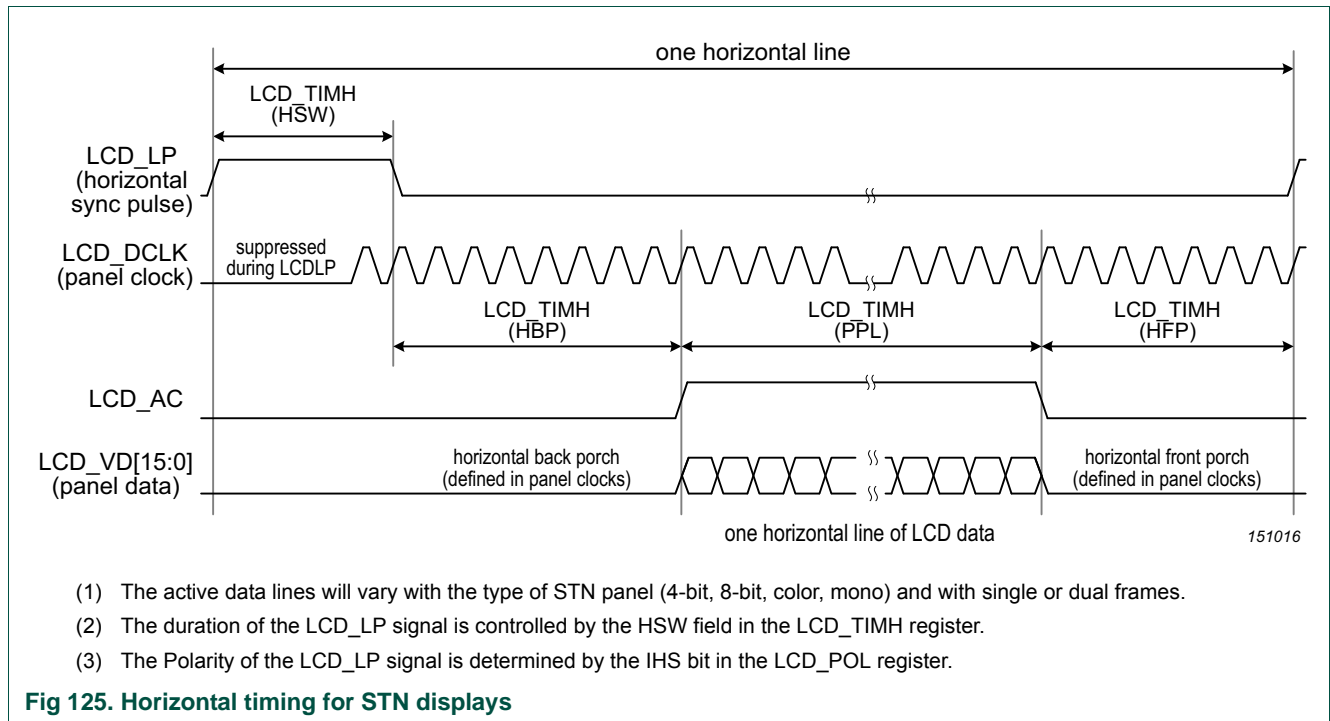 one horizontal line
LCD_TIMH
(HSW)
LCD_LP
(horizontal
sync pulse)
LCD_DCLK
(panel clock)
suppressed
during LCDLP
LCD_TIMH
(HBP)
LCD_TIMH
(PPL)
LCD_TIMH
(HFP)
LCD_AC
LCD_VD[15:0]
(panel data)
horizontal back porch
(defined in panel clocks)
horizontal front porch
(defined in panel clocks)
one horizontal line of LCD data
151016
(1) The active data lines will vary with the type of STN panel (4-bit, 8-bit, color, mono) and with single or dual frames.
(2) The duration of the LCD_LP signal is controlled by the HSW field in the LCD_TIMH register.
(3) The Polarity of the LCD_LP signal is determined by the IHS bit in the LCD_POL register.
Fig 125. Horizontal timing for STN displays